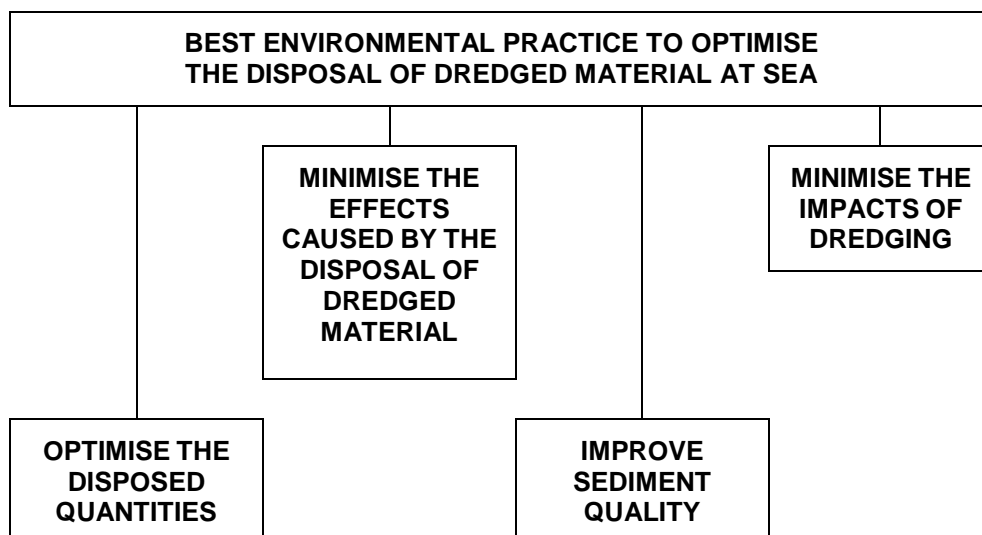 BEST ENVIRONMENTAL PRACTICE TO OPTIMISE
THE DISPOSAL OF DREDGED MATERIAL AT SEA
MINIMISE THE
EFFECTS
CAUSED BY THE
DISPOSAL OF
DREDGED
MATERIAL
MINIMISE THE
IMPACTS OF
DREDGING
OPTIMISE THE
DISPOSED
QUANTITIES
IMPROVE
SEDIMENT
QUALITY